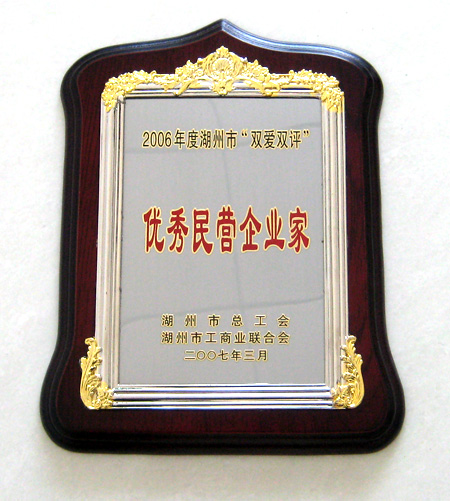 2006年度湖州市“双爱双评”
优秀民营企业家
湖州市总工会
湖州市工商业联合会
二〇〇七年三月